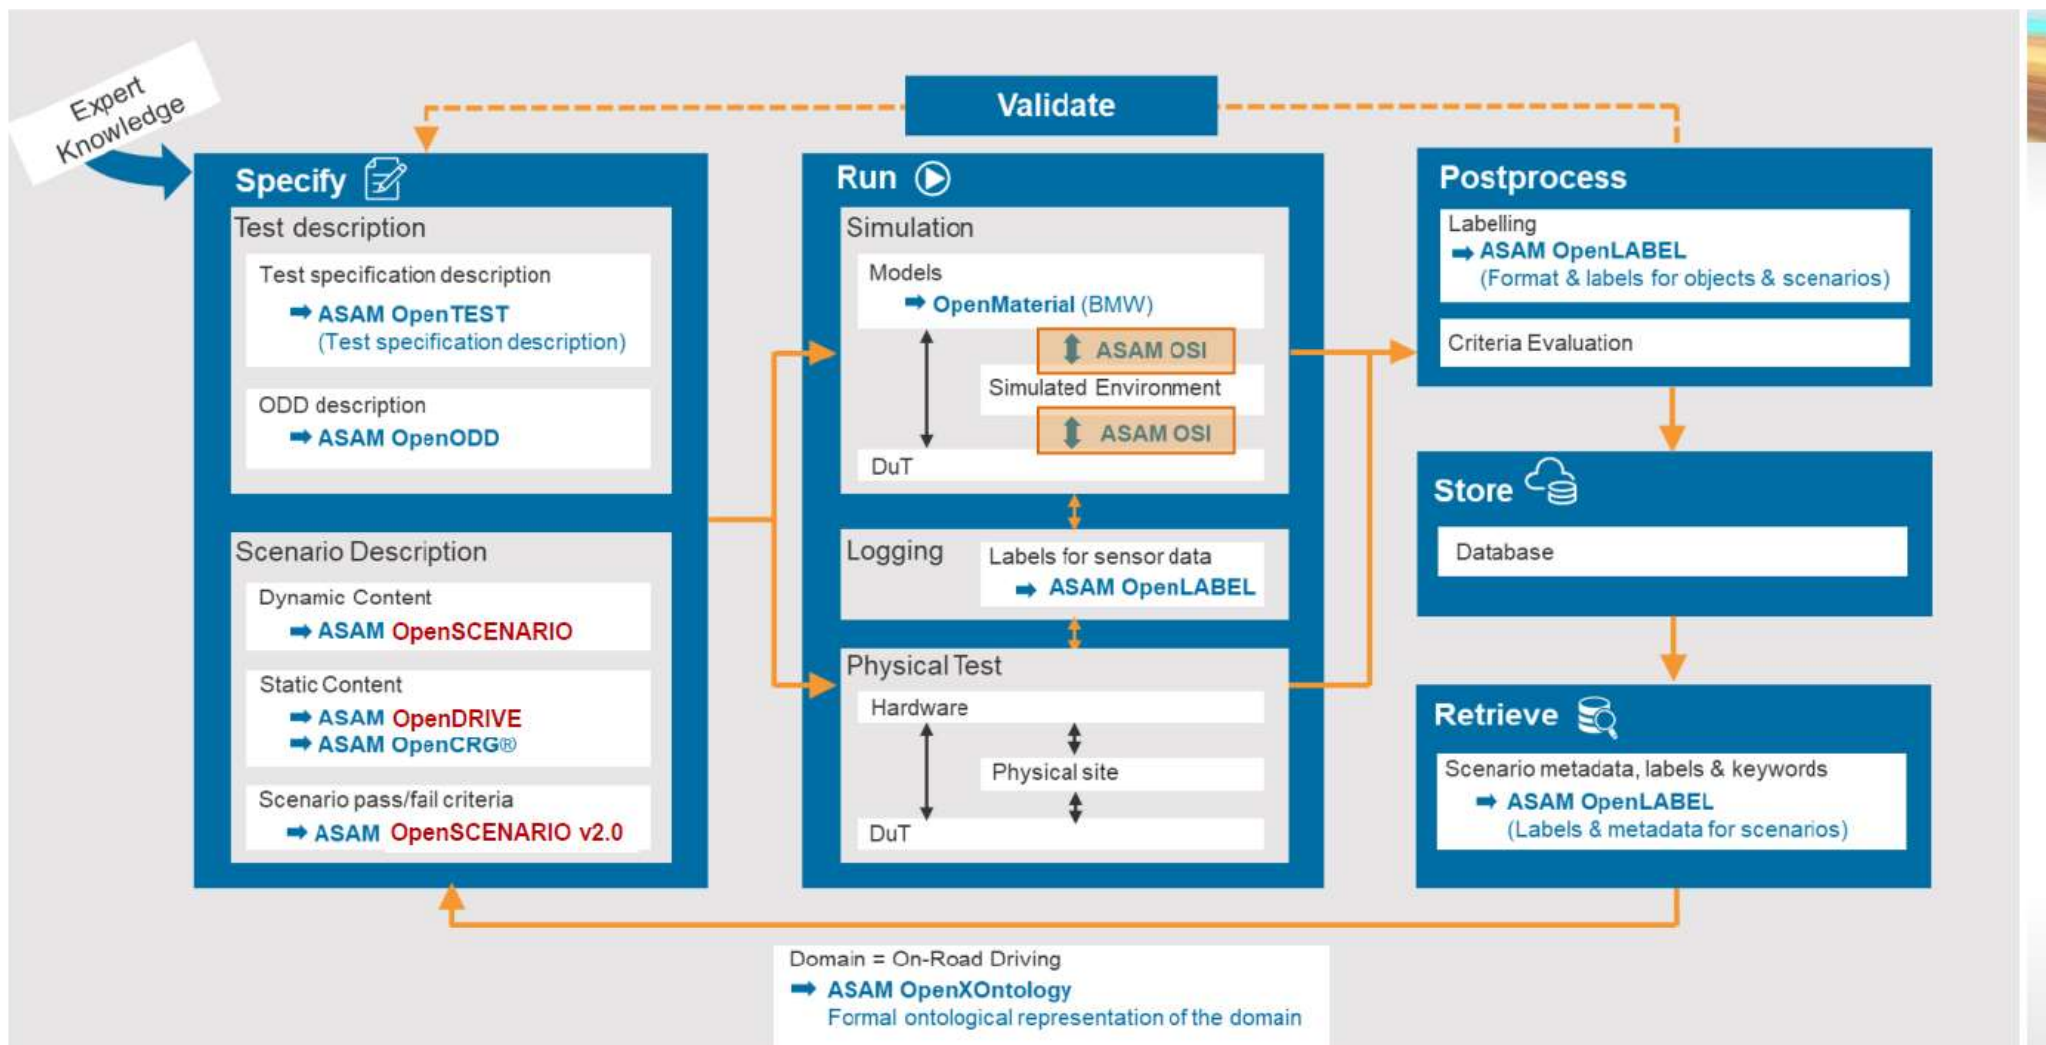 Expert
Knowledge
Validate
Specify
Test description
Test specification description
ASAM OpenTEST
(Test specification description)
ODD description
ASAM OpenODD
Scenario Description
Dynamic Content
ASAM OpenSCENARIO
Static Content
ASAM OpenDRIVE
ASAM OpenCRG®
Scenario pass/fail criteria
ASAM OpenSCENARIO v2.0
Run
Simulation
Models
OpenMaterial (BMW)
ASAM OSI
Simulated Environment
ASAM OSI
DuT
Logging
Labels for sensor data
ASAM OpenLABEL
Physical Test
Hardware
Physical site
DuT
Postprocess
Labelling
ASAM OpenLABEL
(Format & labels for objects & scenarios)
Criteria Evaluation
Store
Database
Retrieve
Scenario metadata, labels & keywords
ASAM OpenLABEL
(Labels & metadata for scenarios)
Domain = On-Road Driving
ASAM OpenXOntology
Formal ontological representation of the domain